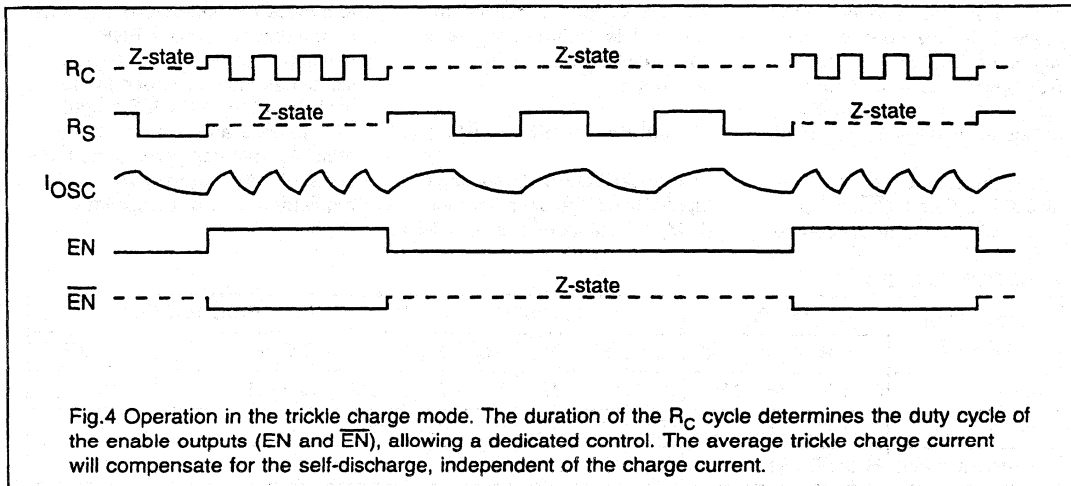 Z-state Z-state
R_C
Z-state Z-state
R_S
I_OSC
EN
Z-state
E̅N̅
Fig.4 Operation in the trickle charge mode. The duration of the R_C cycle determines the duty cycle of
the enable outputs (EN and E̅N̅), allowing a dedicated control. The average trickle charge current
will compensate for the self-discharge, independent of the charge current.